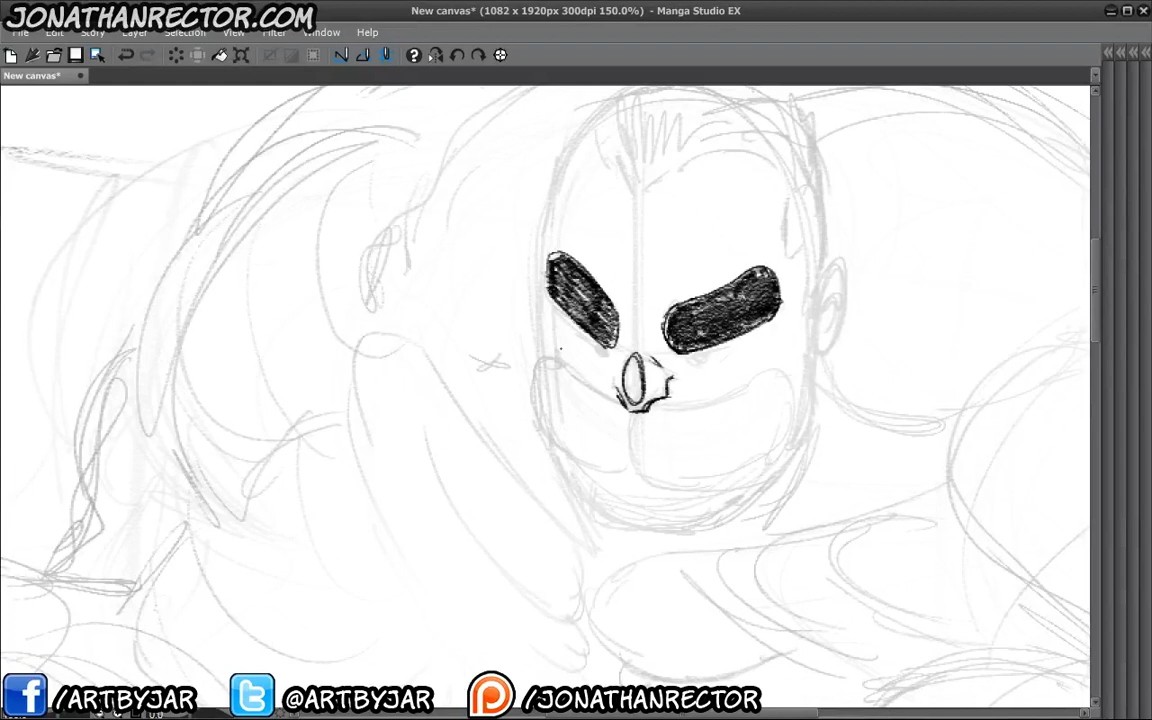 JONATHANRECTOR.COM
New canvas* (1082 x 1920px 300dpi 150.0%) - Manga Studio EX
File Edit Story Layer Selection View Filter Window Help
New canvas*
/ARTBYJAR @ARTBYJAR /JONATHANRECTOR